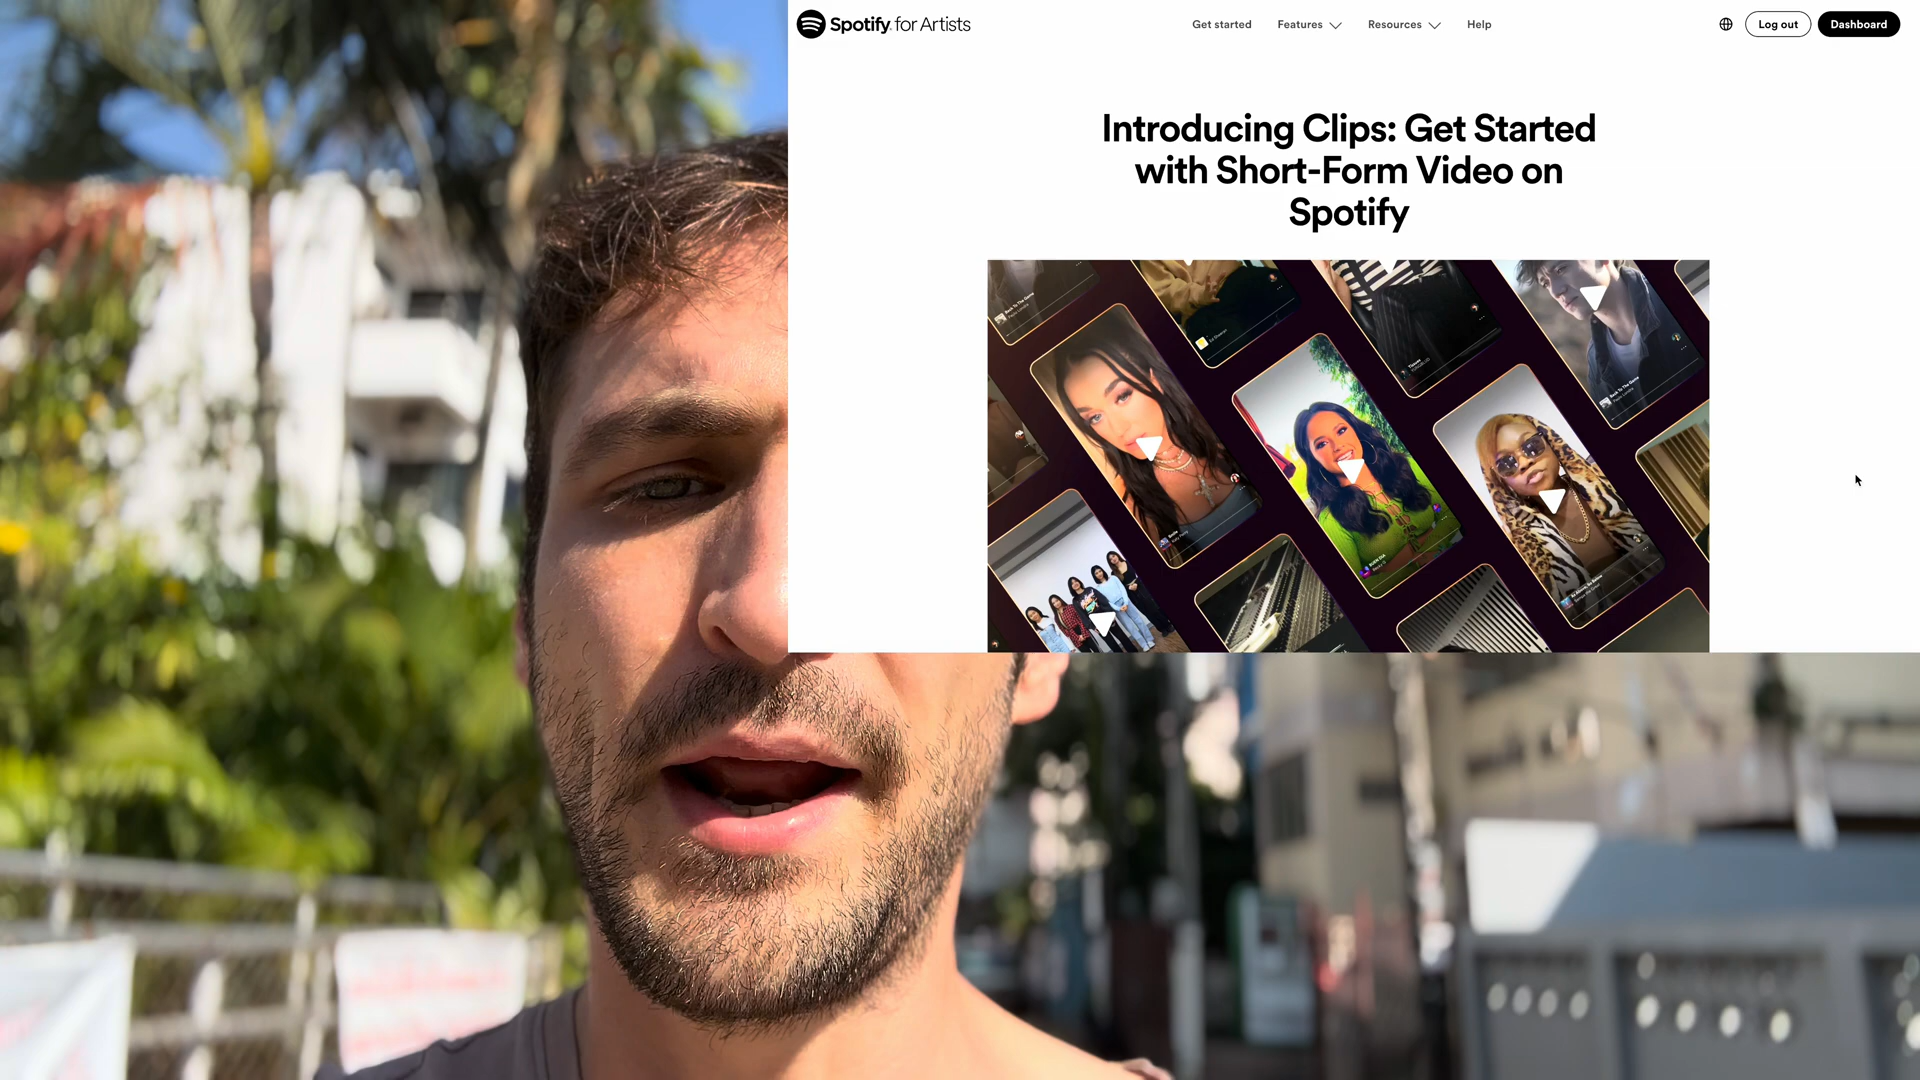 Spotify for Artists
Get started
Features
Resources
Help
Log out
Dashboard
Introducing Clips: Get Started
with Short-Form Video on
Spotify